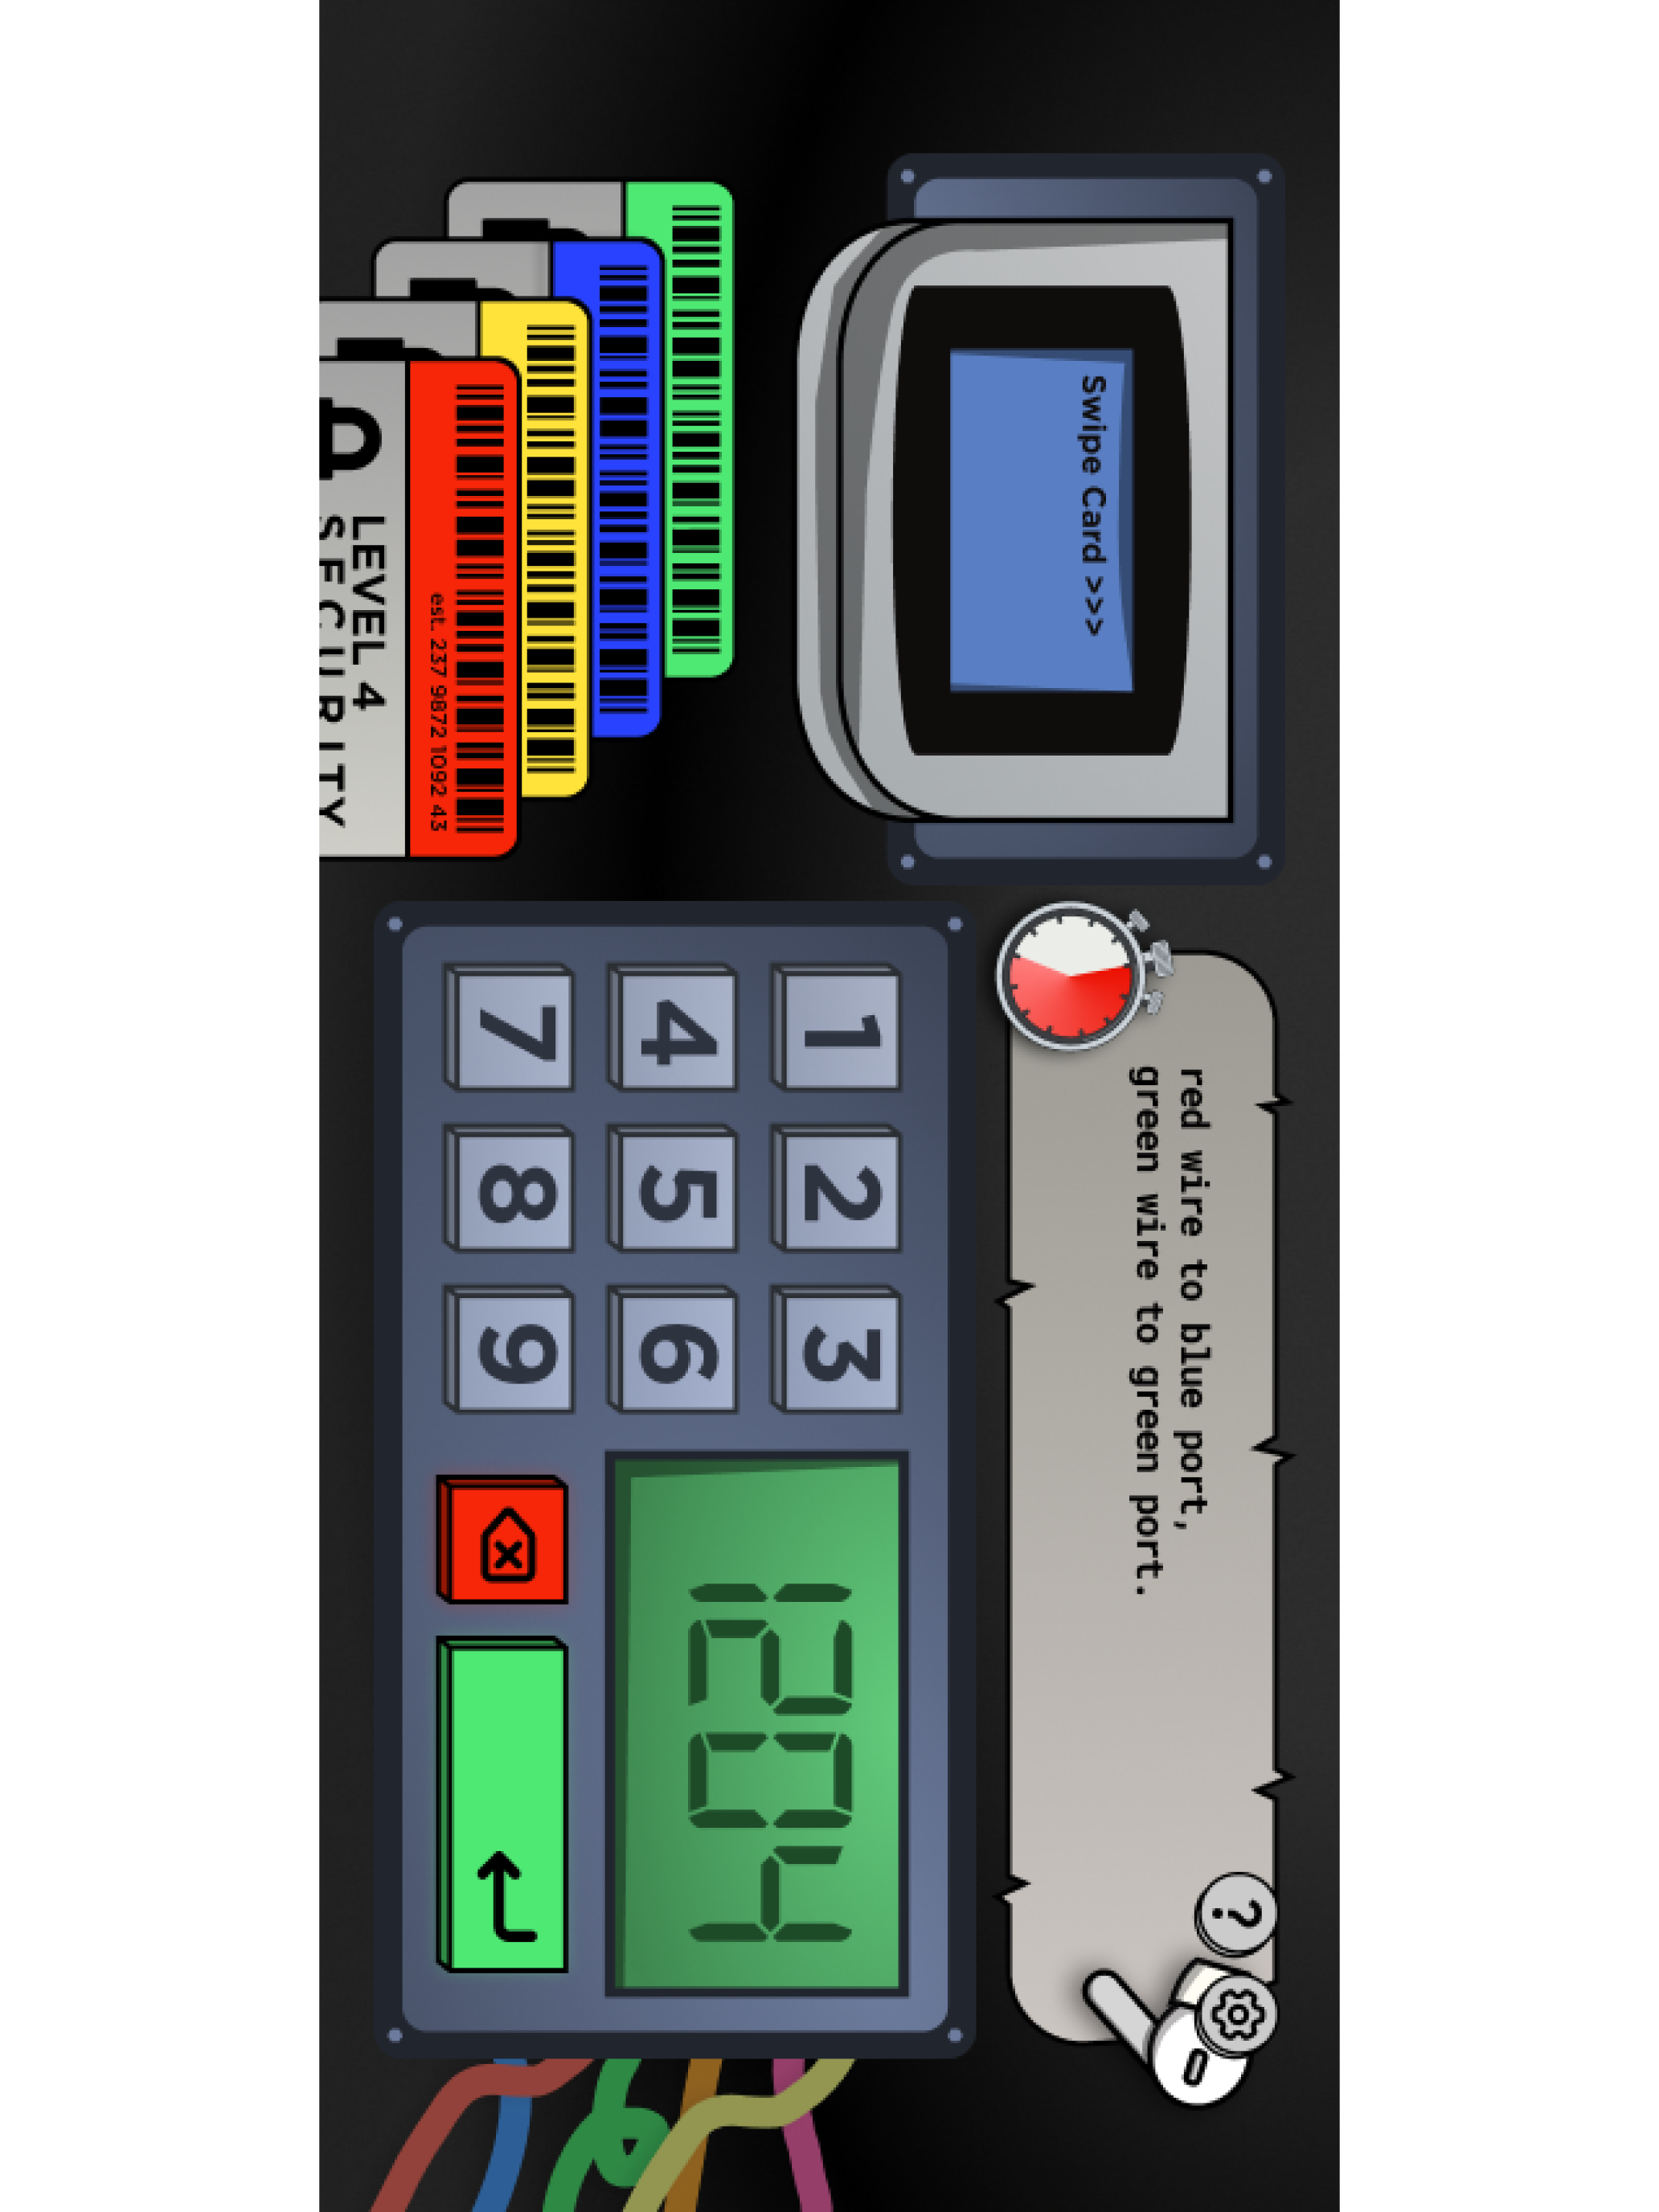 Swipe Card >>>
LEVEL 4
SECURITY
est. 237 9872 1092 43
red wire to blue port,
green wire to green port.
1 2 3
4 5 6
7 8 9
1204
?